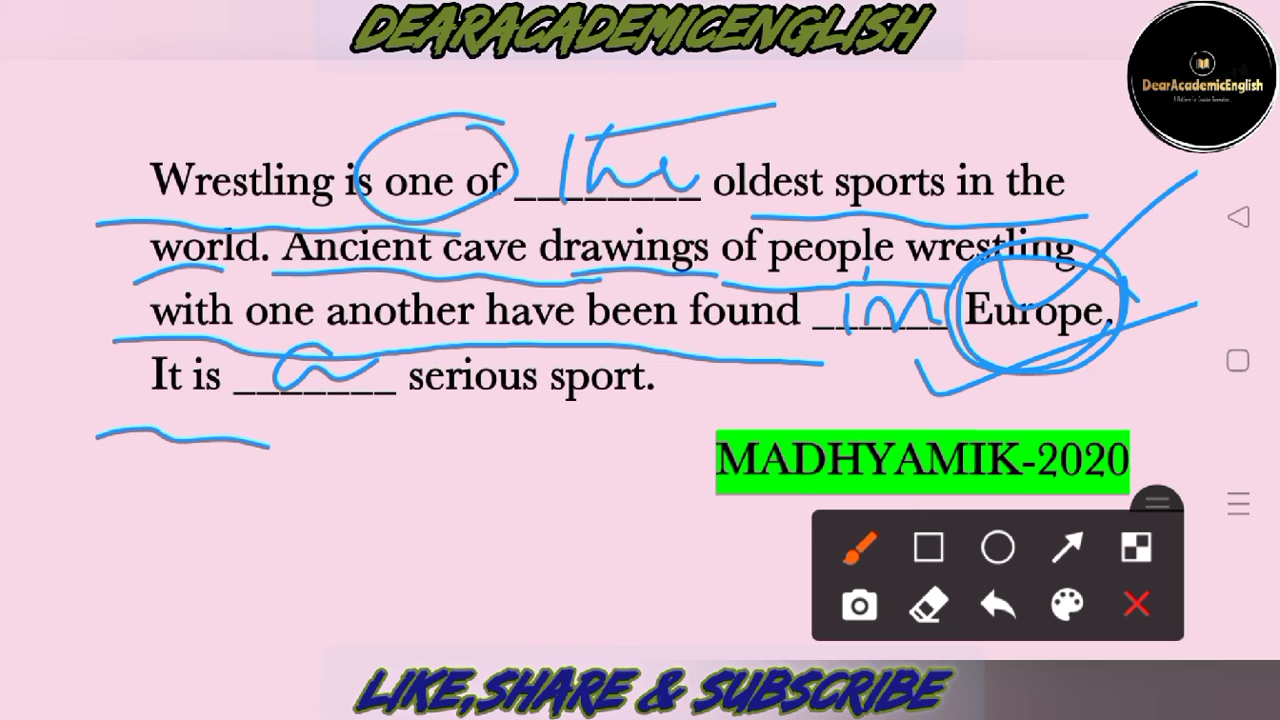 DEARACADEMICENGLISH
DearAcademicEnglish
Wrestling is one of the oldest sports in the
world. Ancient cave drawings of people wrestling
with one another have been found in Europe.
It is a serious sport.
MADHYAMIK-2020
LIKE,SHARE & SUBSCRIBE